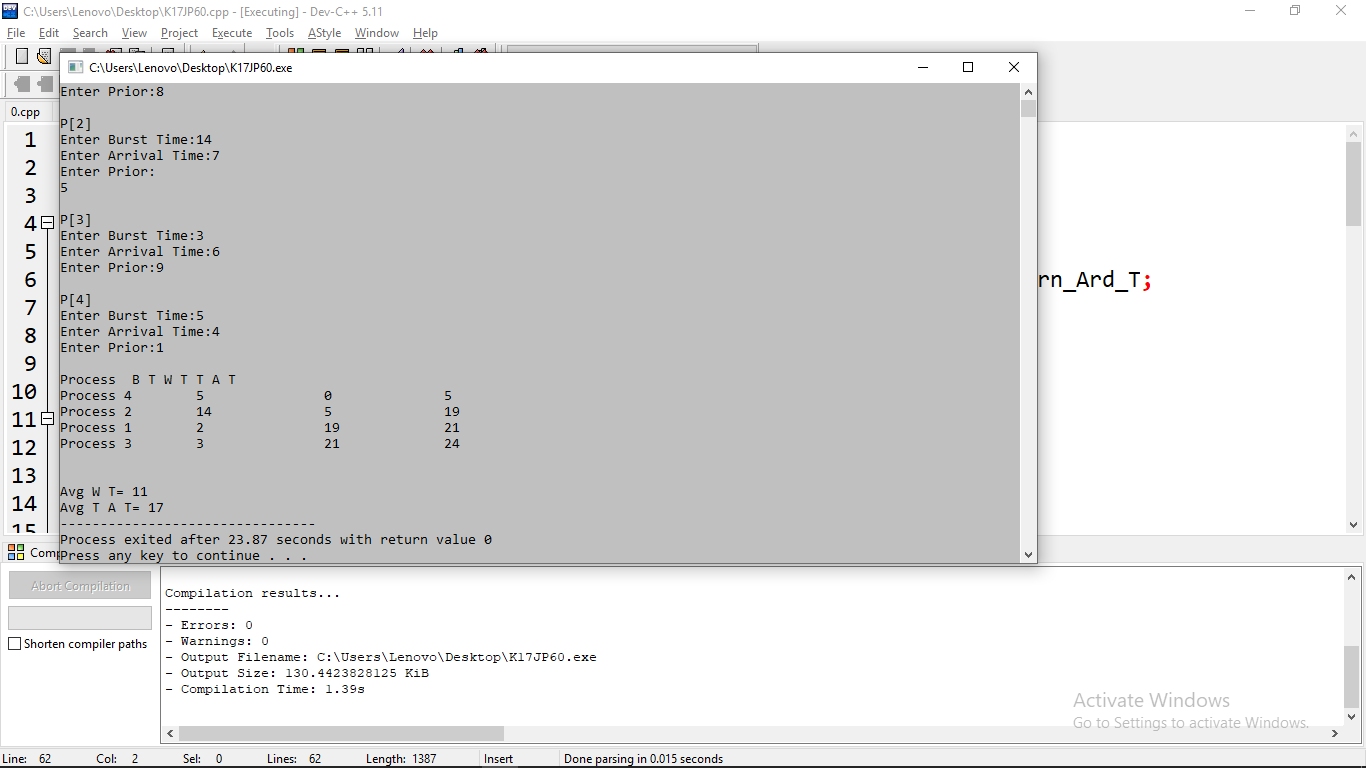 C:\Users\Lenovo\Desktop\K17JP60.cpp - [Executing] - Dev-C++ 5.11
File Edit Search View Project Execute Tools AStyle Window Help
C:\Users\Lenovo\Desktop\K17JP60.exe
0.cpp
Enter Prior:8
P[2]
Enter Burst Time:14
Enter Arrival Time:7
Enter Prior:
5
P[3]
Enter Burst Time:3
Enter Arrival Time:6
Enter Prior:9
P[4]
Enter Burst Time:5
Enter Arrival Time:4
Enter Prior:1
Process B T W T T A T
Process 4 5 0 5
Process 2 14 5 19
Process 1 2 19 21
Process 3 3 21 24
Avg W T= 11
Avg T A T= 17
--------------------------------
Process exited after 23.87 seconds with return value 0
Press any key to continue . . .
1
2
3
4
5
6
rn_Ard_T;
7
8
9
10
11
12
13
14
15
Abort Compilation
Shorten compiler paths
Compilation results...
--------
- Errors: 0
- Warnings: 0
- Output Filename: C:\Users\Lenovo\Desktop\K17JP60.exe
- Output Size: 130.4423828125 KiB
- Compilation Time: 1.39s
Activate Windows
Go to Settings to activate Windows.
Line: 62 Col: 2 Sel: 0 Lines: 62 Length: 1387 Insert Done parsing in 0.015 seconds